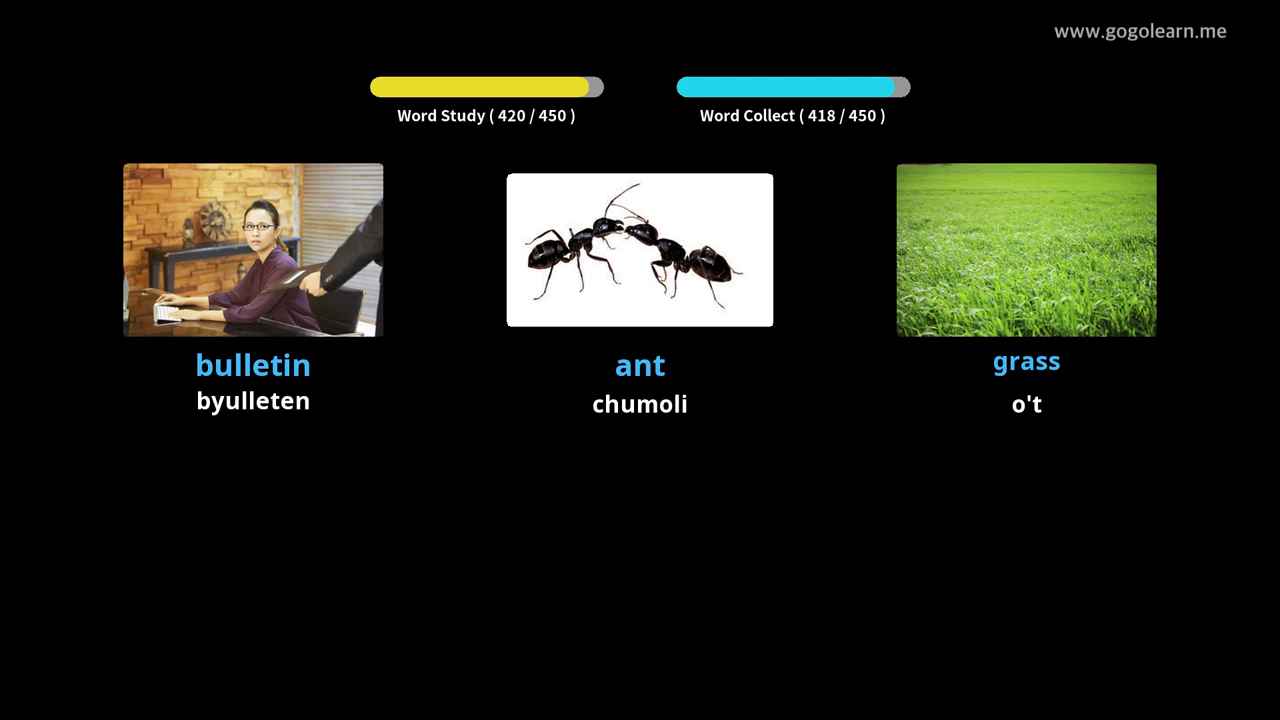 www.gogolearn.me
Word Study ( 420 / 450 )
Word Collect ( 418 / 450 )
bulletin
byulleten
ant
chumoli
grass
o't